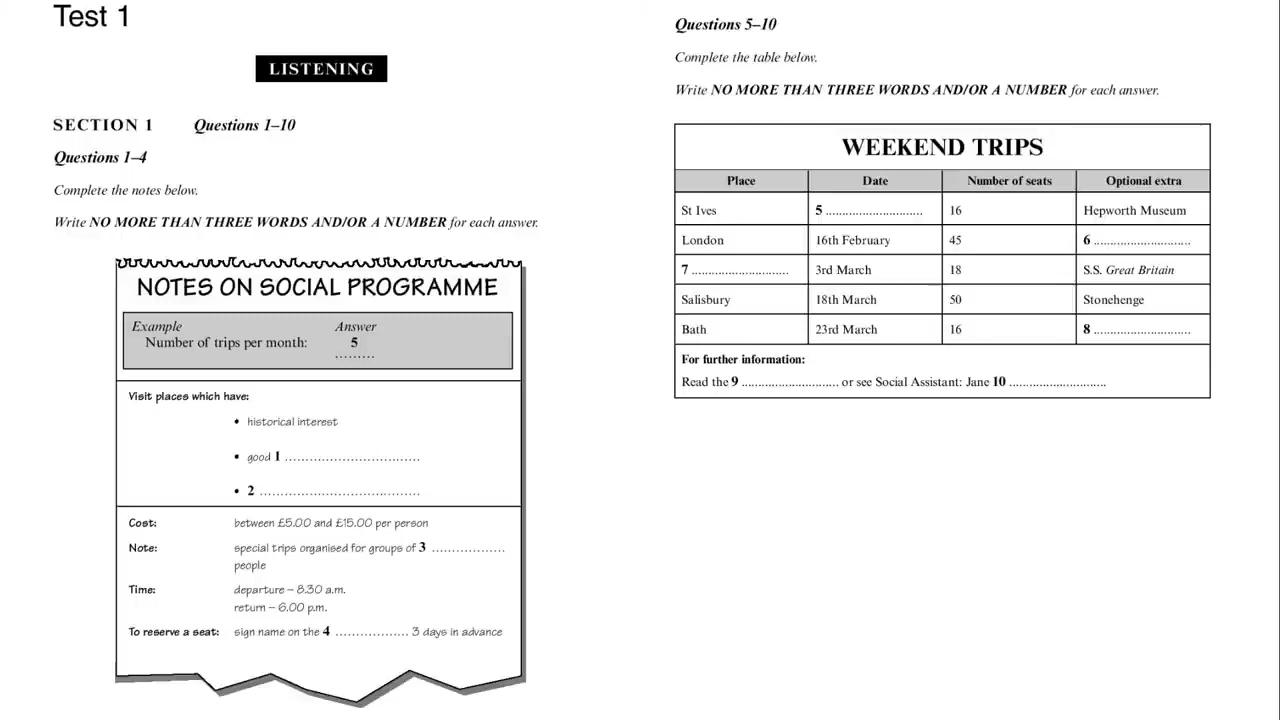 Test 1
LISTENING
SECTION 1 Questions 1–10
Questions 1–4
Complete the notes below.
Write NO MORE THAN THREE WORDS AND/OR A NUMBER for each answer.
NOTES ON SOCIAL PROGRAMME
Example Answer
Number of trips per month: 5
.........
Visit places which have:
• historical interest
• good 1 ..................................
• 2 ........................................
Cost: between £5.00 and £15.00 per person
Note: special trips organised for groups of 3 ..................
people
Time: departure – 8.30 a.m.
return – 6.00 p.m.
To reserve a seat: sign name on the 4 .................. 3 days in advance
Questions 5–10
Complete the table below.
Write NO MORE THAN THREE WORDS AND/OR A NUMBER for each answer.
WEEKEND TRIPS
Place Date Number of seats Optional extra
St Ives 5 ............................. 16 Hepworth Museum
London 16th February 45 6 .............................
7 ............................. 3rd March 18 S.S. Great Britain
Salisbury 18th March 50 Stonehenge
Bath 23rd March 16 8 .............................
For further information:
Read the 9 ............................. or see Social Assistant: Jane 10 .............................